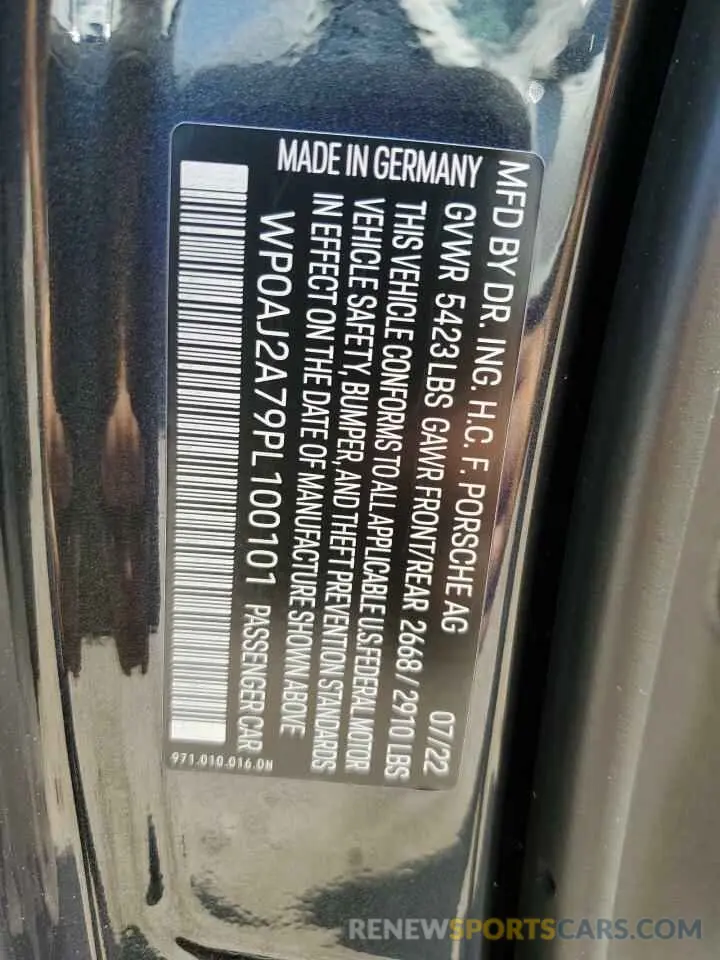 MFD BY DR. ING. H.C. F. PORSCHE AG
GVWR 5423 LBS GAWR FRONT/REAR 2668 / 2910 LBS 07/22
THIS VEHICLE CONFORMS TO ALL APPLICABLE U.S FEDERAL MOTOR
VEHICLE SAFETY, BUMPER, AND THEFT PREVENTION STANDARDS
IN EFFECT ON THE DATE OF MANUFACTURE SHOWN ABOVE
WP0AJ2A79PL100101 PASSENGER CAR
MADE IN GERMANY
971.010.016.0N
RENEWSPORTSCARS.COM